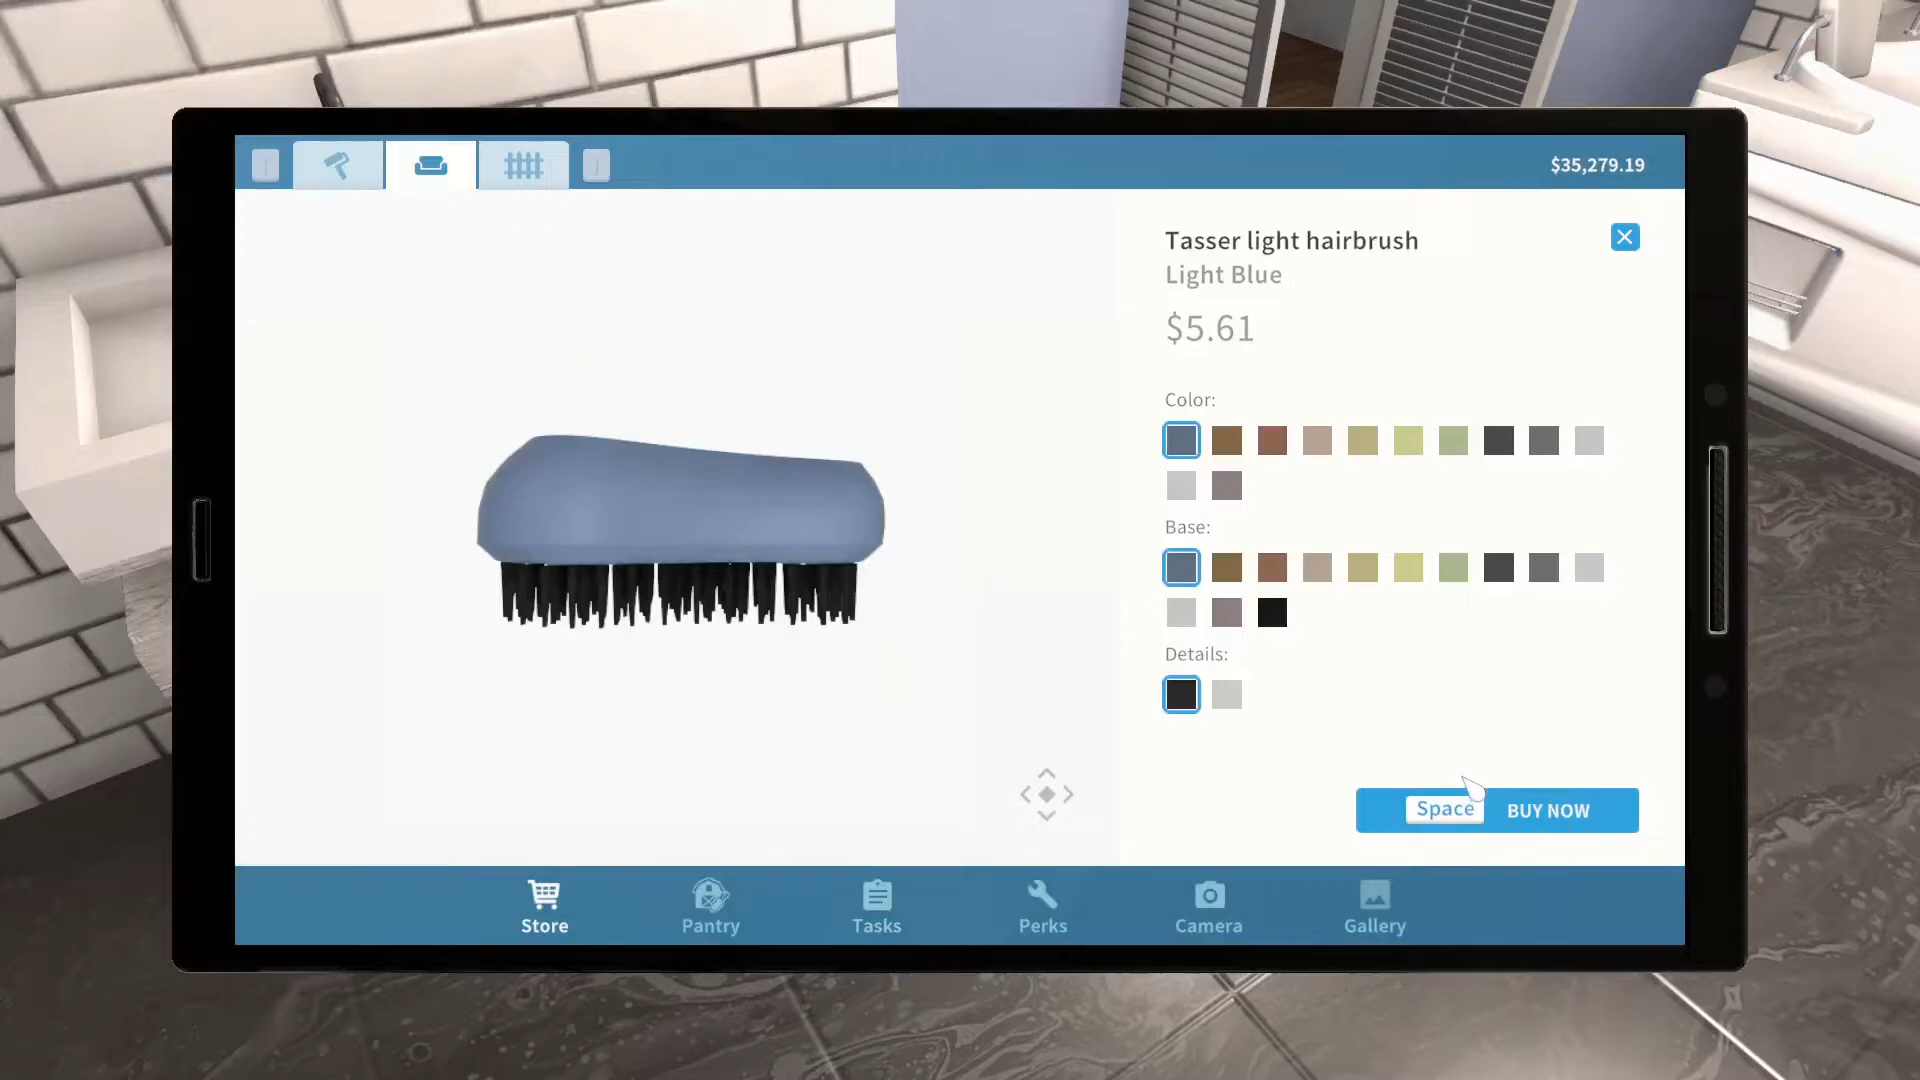 $35,279.19
Tasser light hairbrush
Light Blue
$5.61
Color:
Base:
Details:
Space BUY NOW
Store Pantry Tasks Perks Camera Gallery